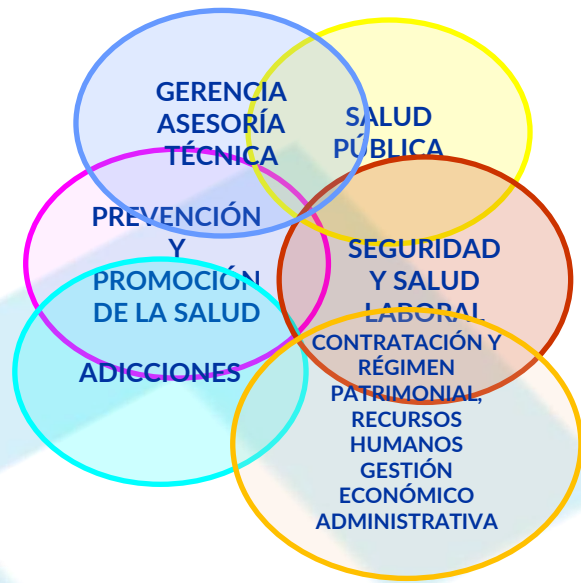 GERENCIA
ASESORÍA
TÉCNICA
SALUD
PÚBLICA
PREVENCIÓN
Y
PROMOCIÓN
DE LA SALUD
SEGURIDAD
Y SALUD
LABORAL
ADICCIONES
CONTRATACIÓN Y
RÉGIMEN
PATRIMONIAL,
RECURSOS
HUMANOS
GESTIÓN
ECONÓMICO
ADMINISTRATIVA